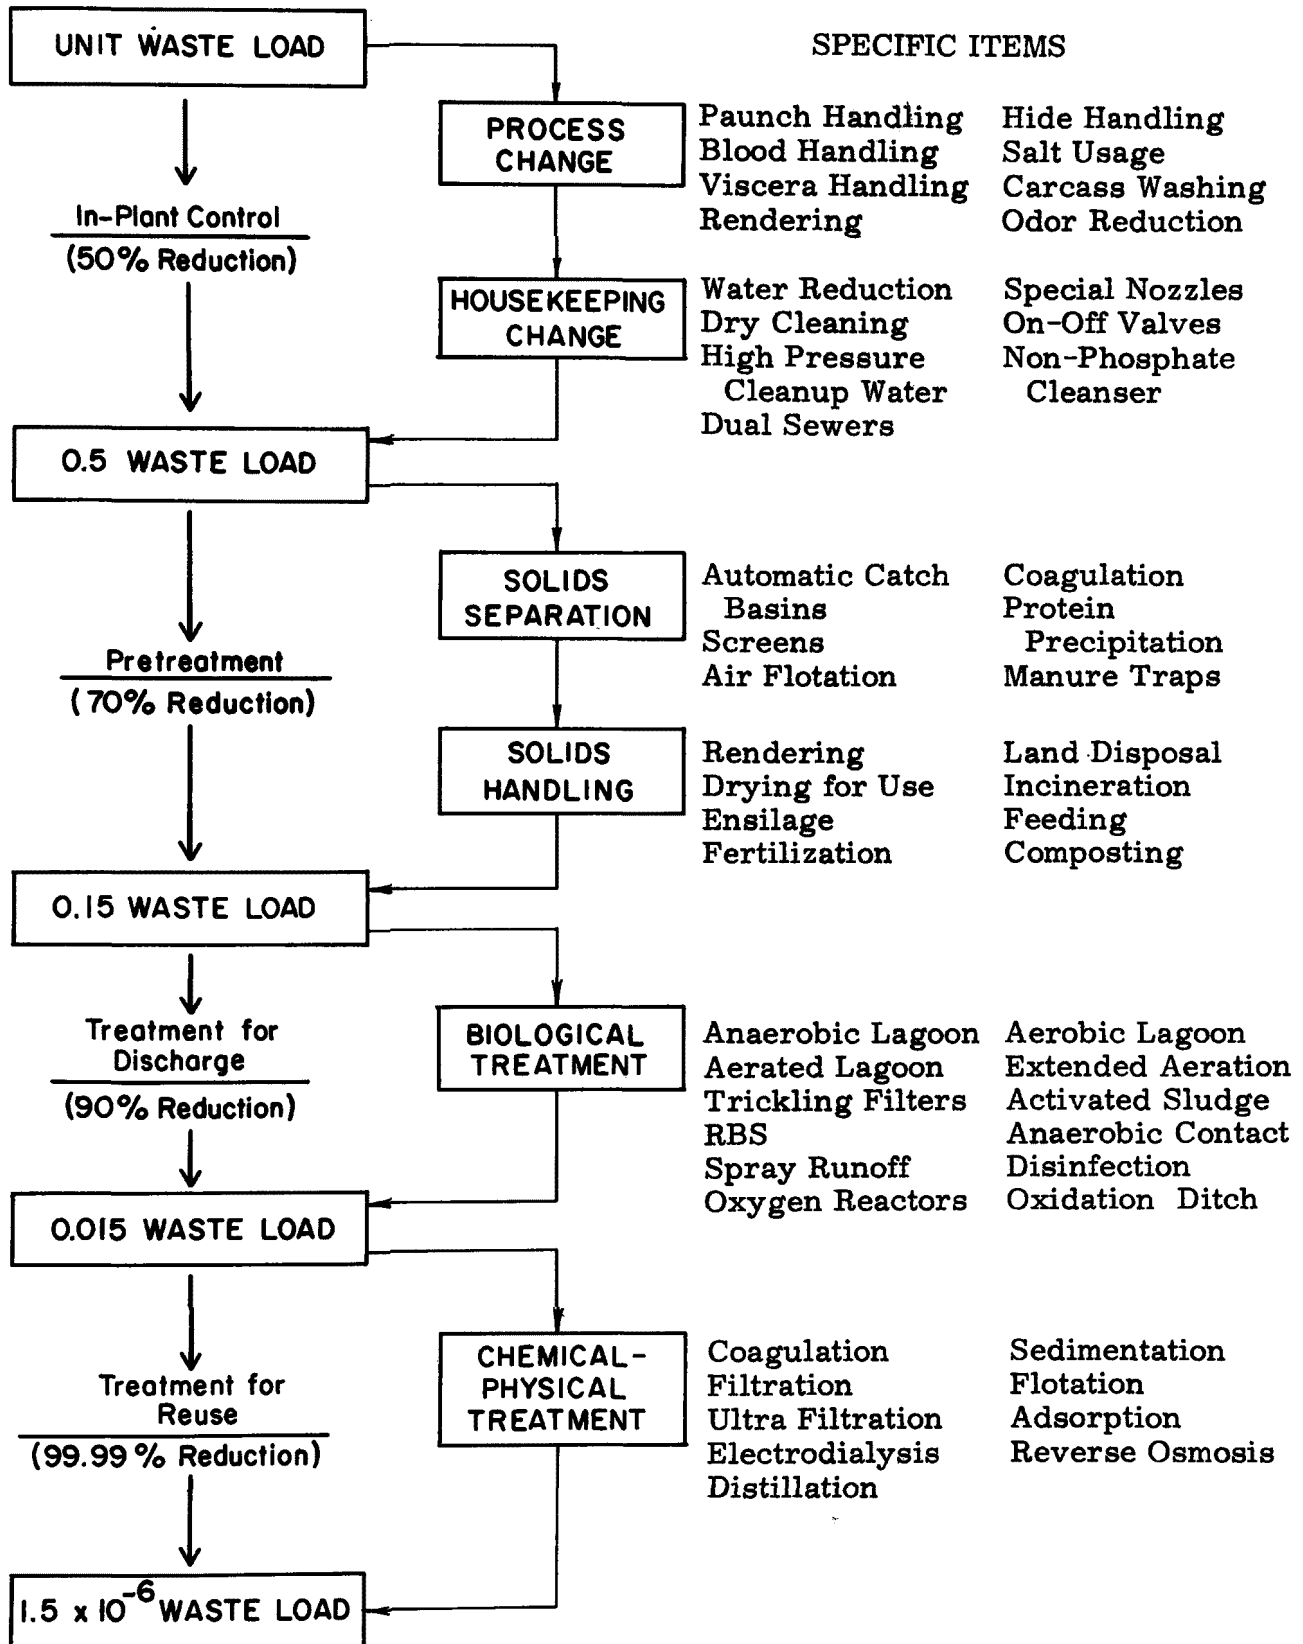 UNIT WASTE LOAD
SPECIFIC ITEMS
PROCESS
CHANGE
Paunch Handling
Blood Handling
Viscera Handling
Rendering
Hide Handling
Salt Usage
Carcass Washing
Odor Reduction
In-Plant Control
(50% Reduction)
HOUSEKEEPING
CHANGE
Water Reduction
Dry Cleaning
High Pressure
Cleanup Water
Dual Sewers
Special Nozzles
On-Off Valves
Non-Phosphate
Cleanser
0.5 WASTE LOAD
SOLIDS
SEPARATION
Automatic Catch
Basins
Screens
Air Flotation
Coagulation
Protein
Precipitation
Manure Traps
Pretreatment
(70% Reduction)
SOLIDS
HANDLING
Rendering
Drying for Use
Ensilage
Fertilization
Land Disposal
Incineration
Feeding
Composting
0.15 WASTE LOAD
Treatment for
Discharge
(90% Reduction)
BIOLOGICAL
TREATMENT
Anaerobic Lagoon
Aerated Lagoon
Trickling Filters
RBS
Spray Runoff
Oxygen Reactors
Aerobic Lagoon
Extended Aeration
Activated Sludge
Anaerobic Contact
Disinfection
Oxidation Ditch
0.015 WASTE LOAD
Treatment for
Reuse
(99.99% Reduction)
CHEMICAL-
PHYSICAL
TREATMENT
Coagulation
Filtration
Ultra Filtration
Electrodialysis
Distillation
Sedimentation
Flotation
Adsorption
Reverse Osmosis
1.5 x 10⁻⁶ WASTE LOAD